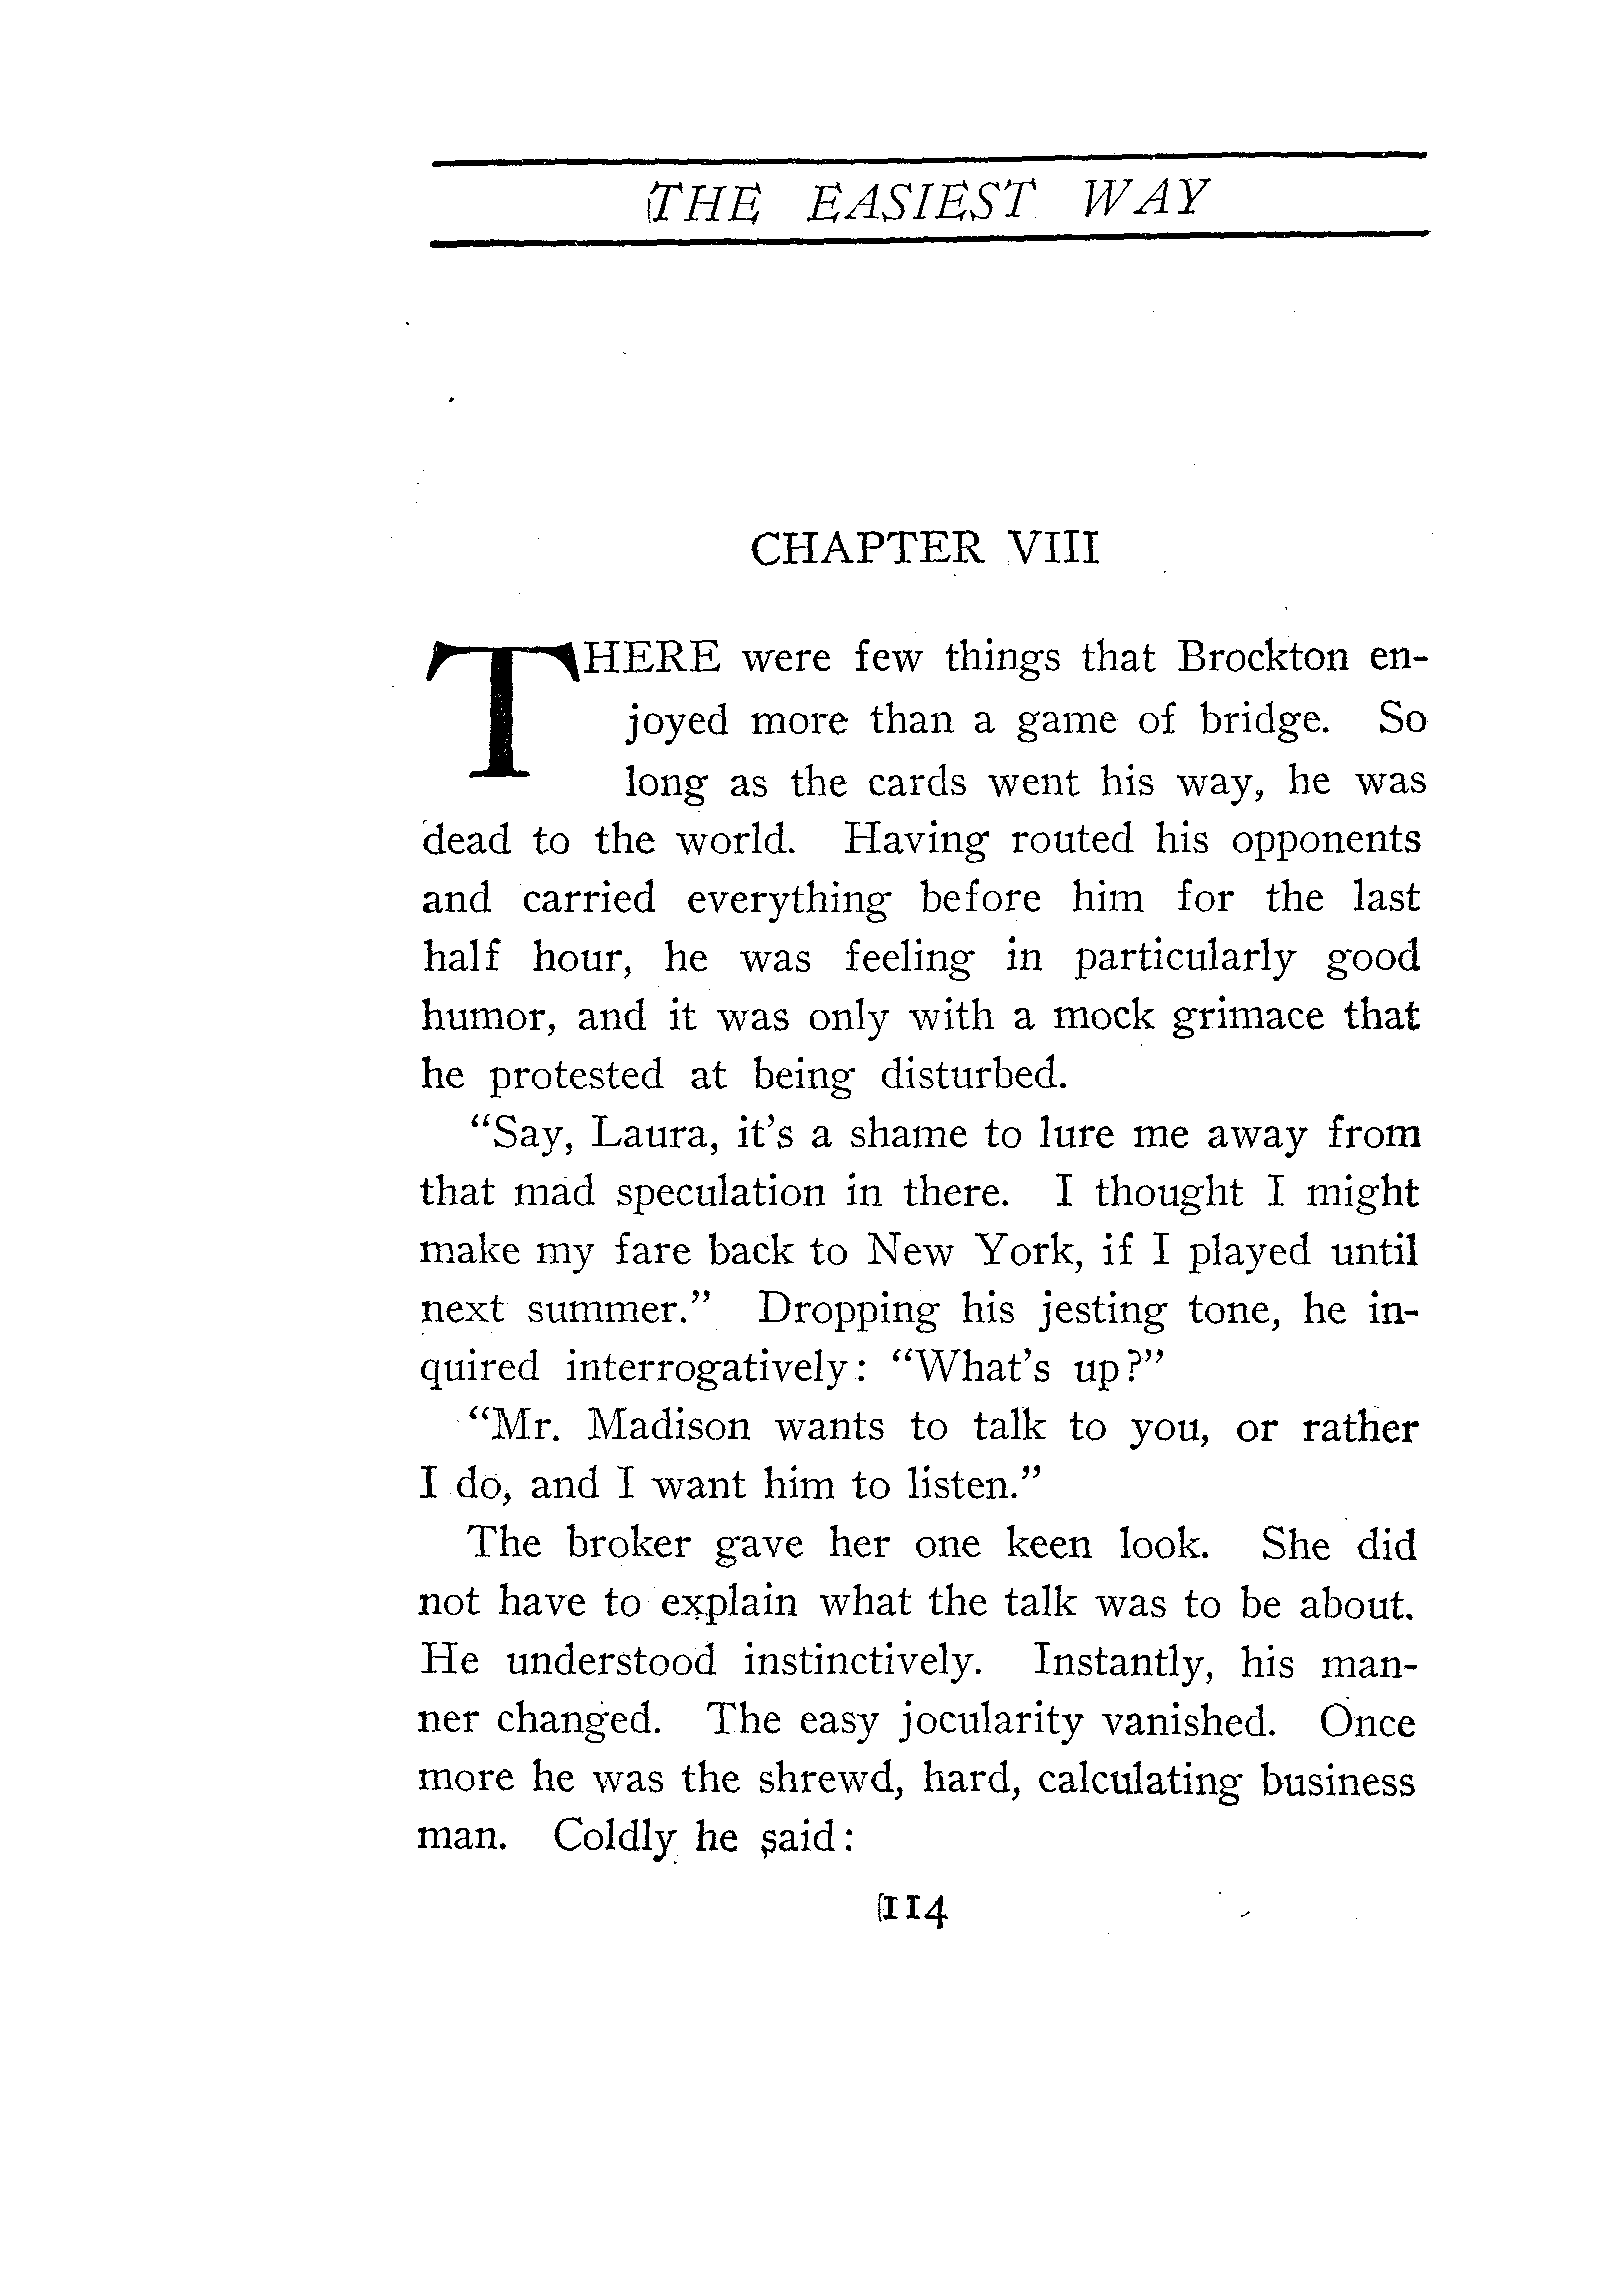 THE EASIEST WAY
CHAPTER VIII
THERE were few things that Brockton en-
joyed more than a game of bridge. So
long as the cards went his way, he was
dead to the world. Having routed his opponents
and carried everything before him for the last
half hour, he was feeling in particularly good
humor, and it was only with a mock grimace that
he protested at being disturbed.
“Say, Laura, it’s a shame to lure me away from
that mad speculation in there. I thought I might
make my fare back to New York, if I played until
next summer.” Dropping his jesting tone, he in-
quired interrogatively: “What’s up?”
“Mr. Madison wants to talk to you, or rather
I do, and I want him to listen.”
The broker gave her one keen look. She did
not have to explain what the talk was to be about.
He understood instinctively. Instantly, his man-
ner changed. The easy jocularity vanished. Once
more he was the shrewd, hard, calculating business
man. Coldly he said:
114